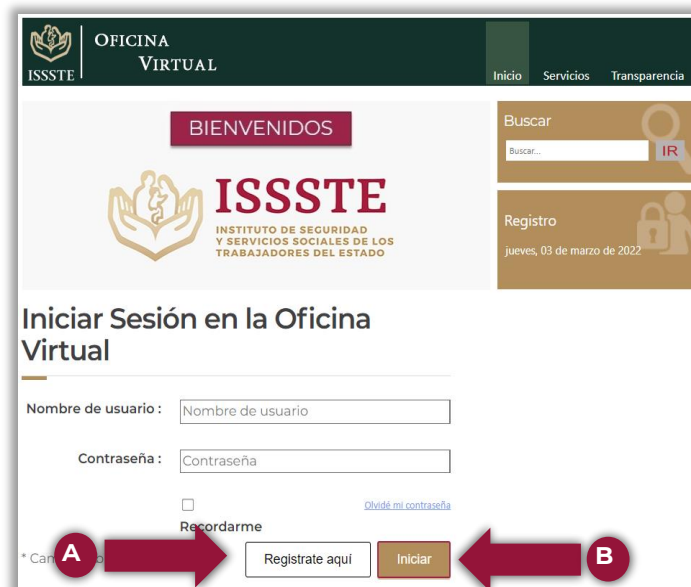 ISSSTE
OFICINA
VIRTUAL
Inicio Servicios Transparencia
BIENVENIDOS
ISSSTE
INSTITUTO DE SEGURIDAD
Y SERVICIOS SOCIALES DE LOS
TRABAJADORES DEL ESTADO
Buscar
Buscar...
IR
Registro
jueves, 03 de marzo de 2022
Iniciar Sesión en la Oficina
Virtual
Nombre de usuario :
Nombre de usuario
Contraseña :
Contraseña
Olvidé mi contraseña
Recordarme
A
Registrate aquí
Iniciar
B